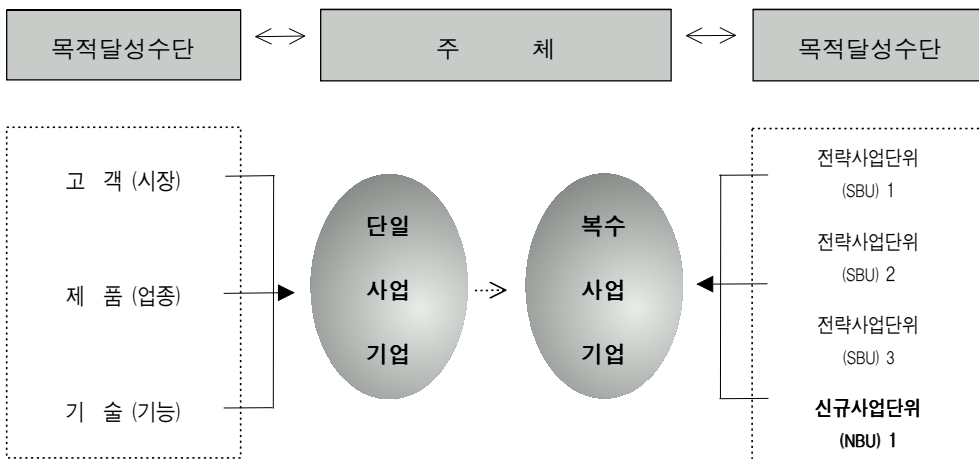 목적달성수단
주 체
목적달성수단
고 객 (시장)
제 품 (업종)
기 술 (기능)
단일
사업
기업
복수
사업
기업
전략사업단위
(SBU) 1
전략사업단위
(SBU) 2
전략사업단위
(SBU) 3
신규사업단위
(NBU) 1